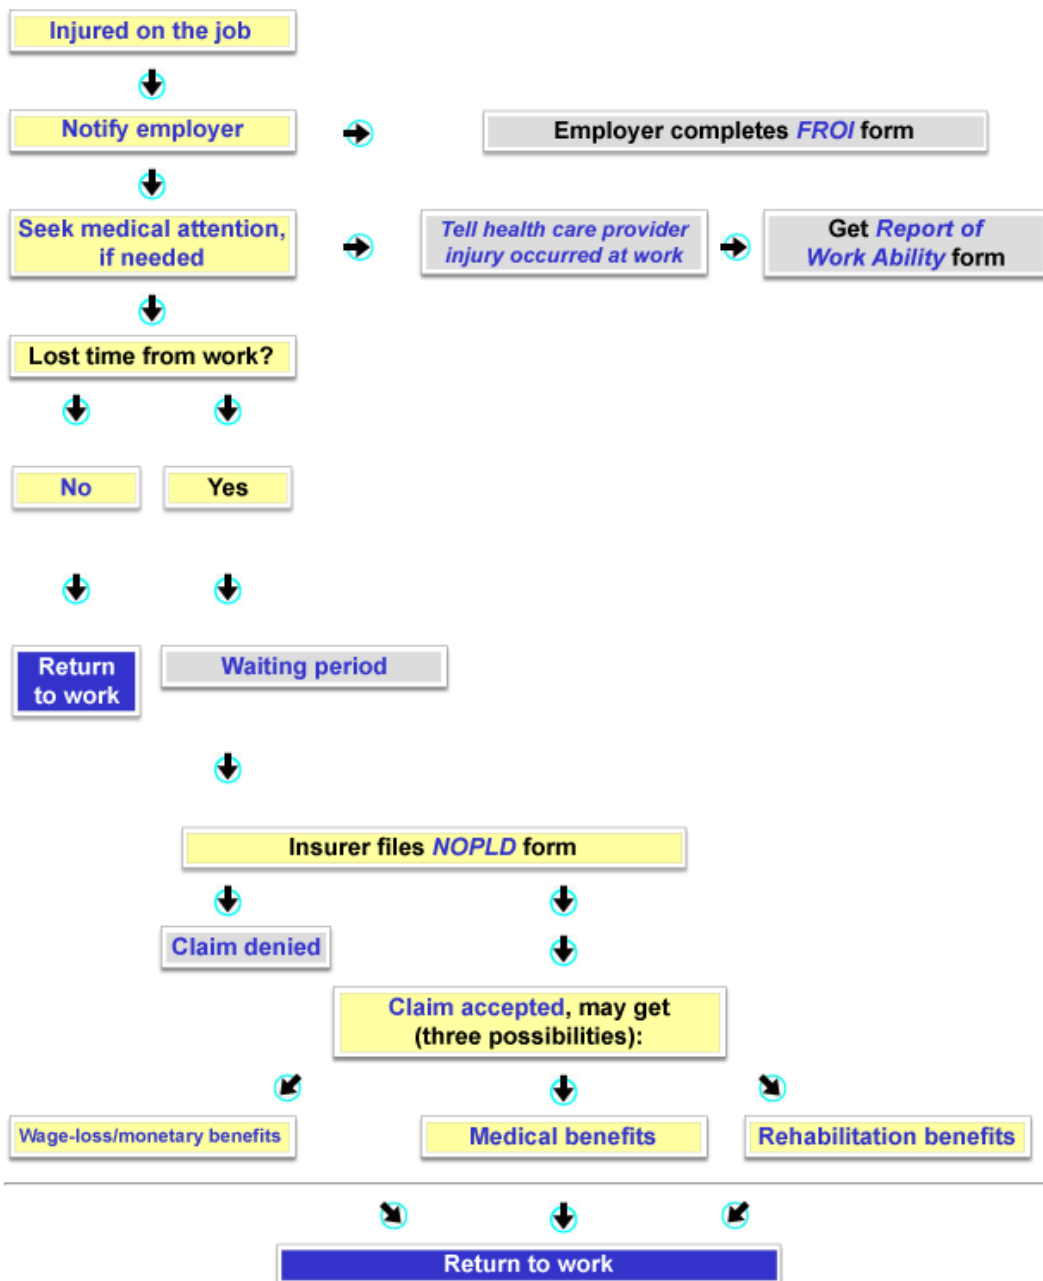 Injured on the job
Notify employer
Employer completes FROI form
Seek medical attention,
if needed
Tell health care provider
injury occurred at work
Get Report of
Work Ability form
Lost time from work?
No
Yes
Return
to work
Waiting period
Insurer files NOPLD form
Claim denied
Claim accepted, may get
(three possibilities):
Wage-loss/monetary benefits
Medical benefits
Rehabilitation benefits
Return to work